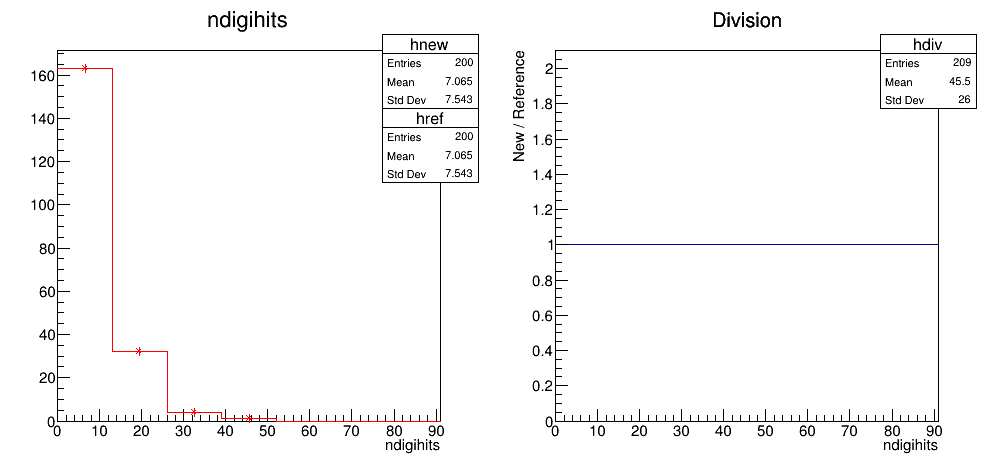 ndigihits
hnew
Entries 200
Mean 7.065
Std Dev 7.543
href
Entries 200
Mean 7.065
Std Dev 7.543
160
140
120
100
80
60
40
20
0
0 10 20 30 40 50 60 70 80 90
ndigihits
Division
hdiv
Entries 209
Mean 45.5
Std Dev 26
New / Reference
2
1.8
1.6
1.4
1.2
1
0.8
0.6
0.4
0.2
0
0 10 20 30 40 50 60 70 80 90
ndigihits